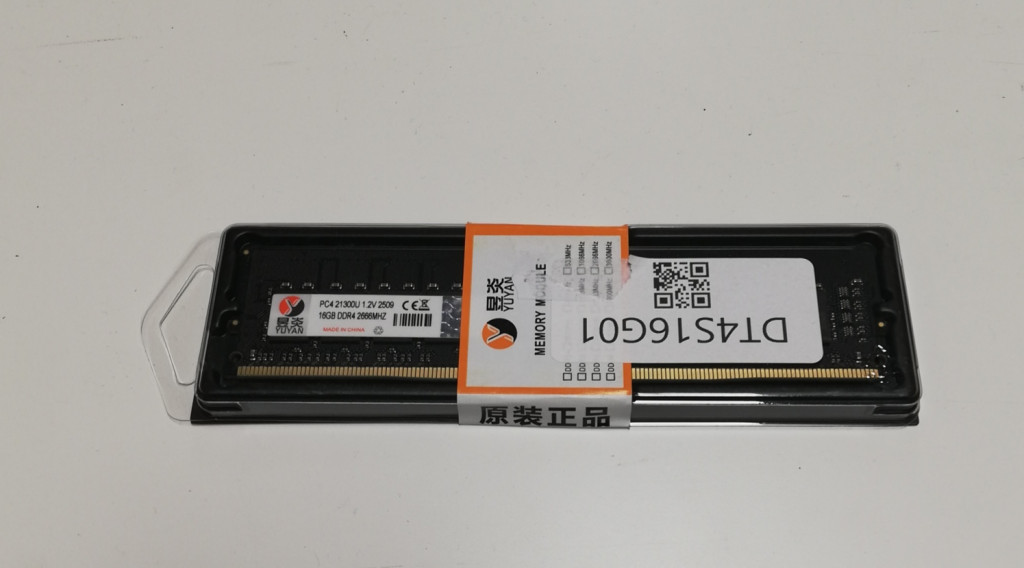 昱炎
YUYAN
PC4 21300U 1.2V 2509
16GB DDR4 2666MHZ
MADE IN CHINA
CE
昱炎
YUYAN
MEMORY MODULE
DT4S16G01
原装正品